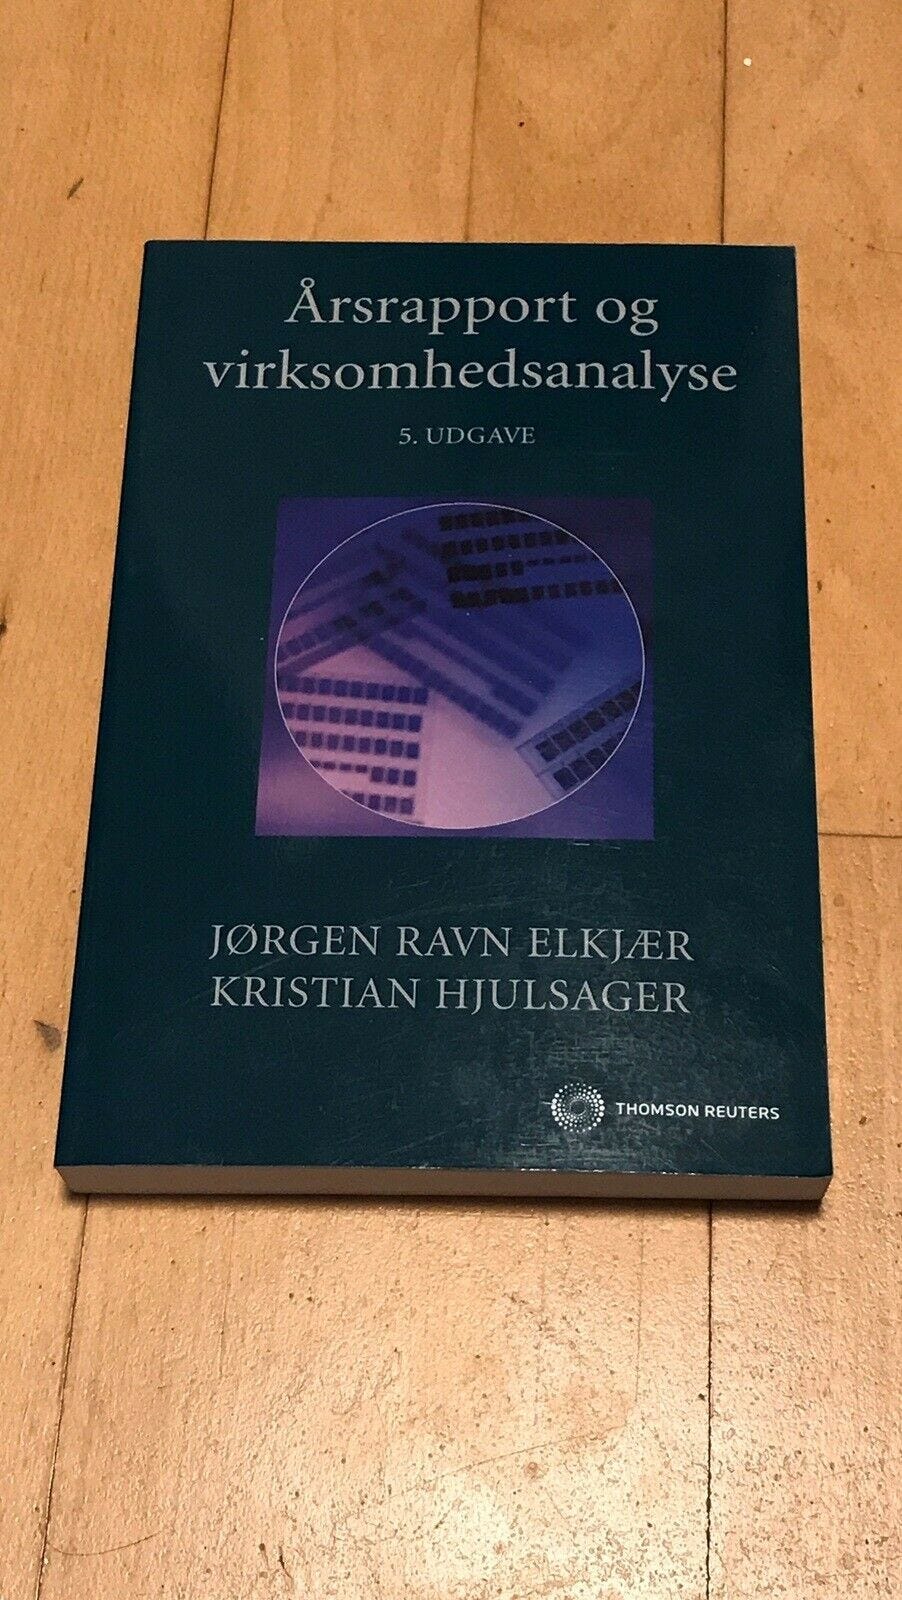 Årsrapport og
virksomhedsanalyse
5. UDGAVE
JØRGEN RAVN ELKJÆR
KRISTIAN HJULSAGER
THOMSON REUTERS